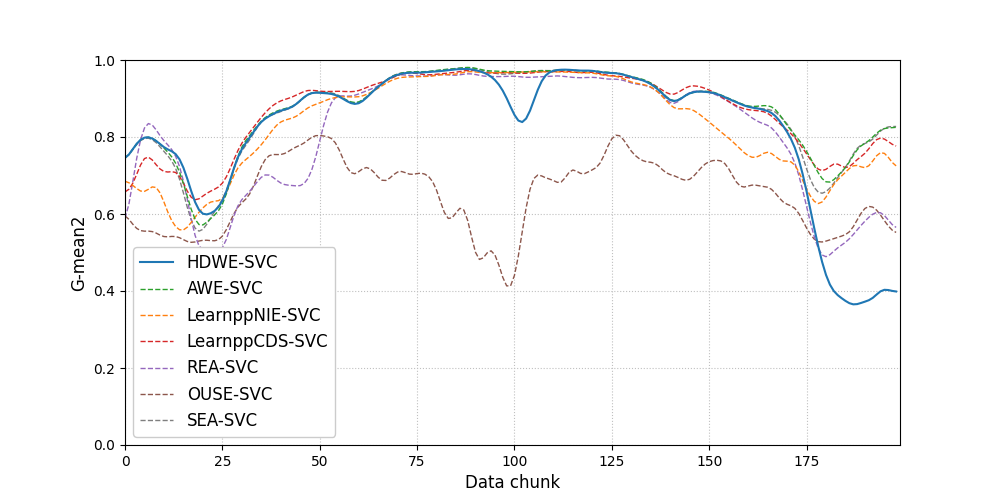 1.0
0.8
0.6
0.4
0.2
0.0
G-mean2
HDWE-SVC
AWE-SVC
LearnppNIE-SVC
LearnppCDS-SVC
REA-SVC
OUSE-SVC
SEA-SVC
0 25 50 75 100 125 150 175
Data chunk